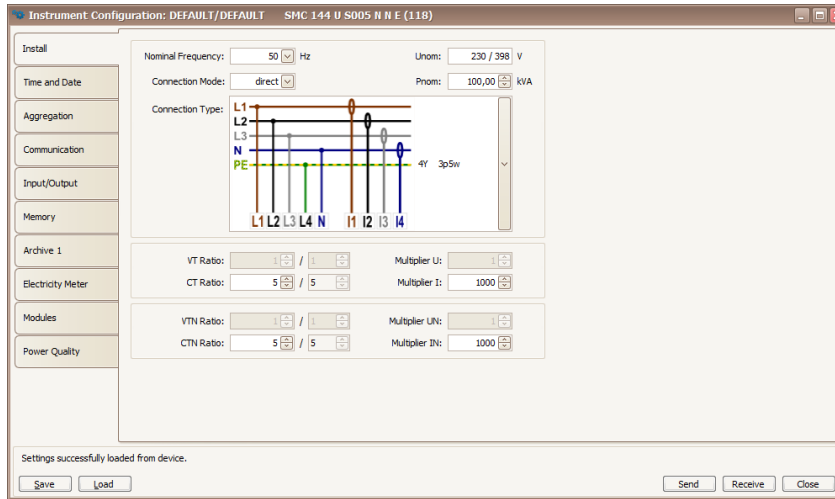 Instrument Configuration: DEFAULT/DEFAULT SMC 144 U S005 N N E (118)
Install
Time and Date
Aggregation
Communication
Input/Output
Memory
Archive 1
Electricity Meter
Modules
Power Quality
Nominal Frequency: 50 Hz Unom: 230 / 398 V
Connection Mode: direct Pnom: 100,00 kVA
Connection Type:
L1
L2
L3
N
PE
4Y 3p5w
L1 L2 L3 L4 N I1 I2 I3 I4
VT Ratio: 1 / 1 Multiplier U: 1
CT Ratio: 5 / 5 Multiplier I: 1000
VTN Ratio: 1 / 1 Multiplier UN: 1
CTN Ratio: 5 / 5 Multiplier IN: 1000
Settings successfully loaded from device.
Save Load Send Receive Close